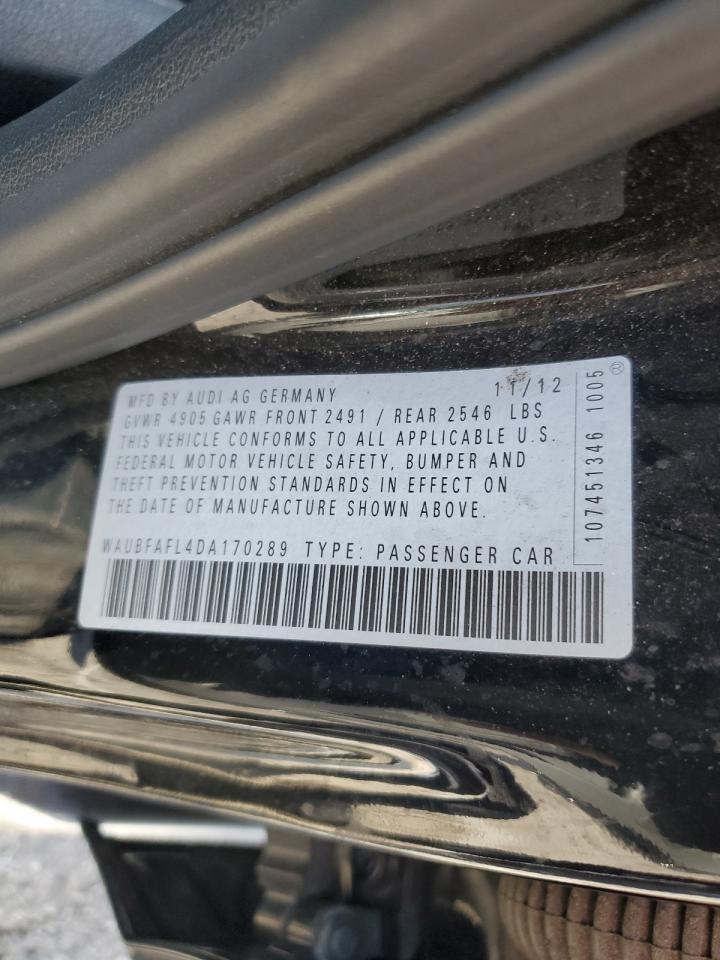 MFD BY AUDI AG GERMANY 11/12
GVWR 4905 GAWR FRONT 2491 / REAR 2546 LBS
THIS VEHICLE CONFORMS TO ALL APPLICABLE U.S.
FEDERAL MOTOR VEHICLE SAFETY, BUMPER AND
THEFT PREVENTION STANDARDS IN EFFECT ON
THE DATE OF MANUFACTURE SHOWN ABOVE.
WAUBFAFL4DA170289 TYPE: PASSENGER CAR
107451346 1005 ®